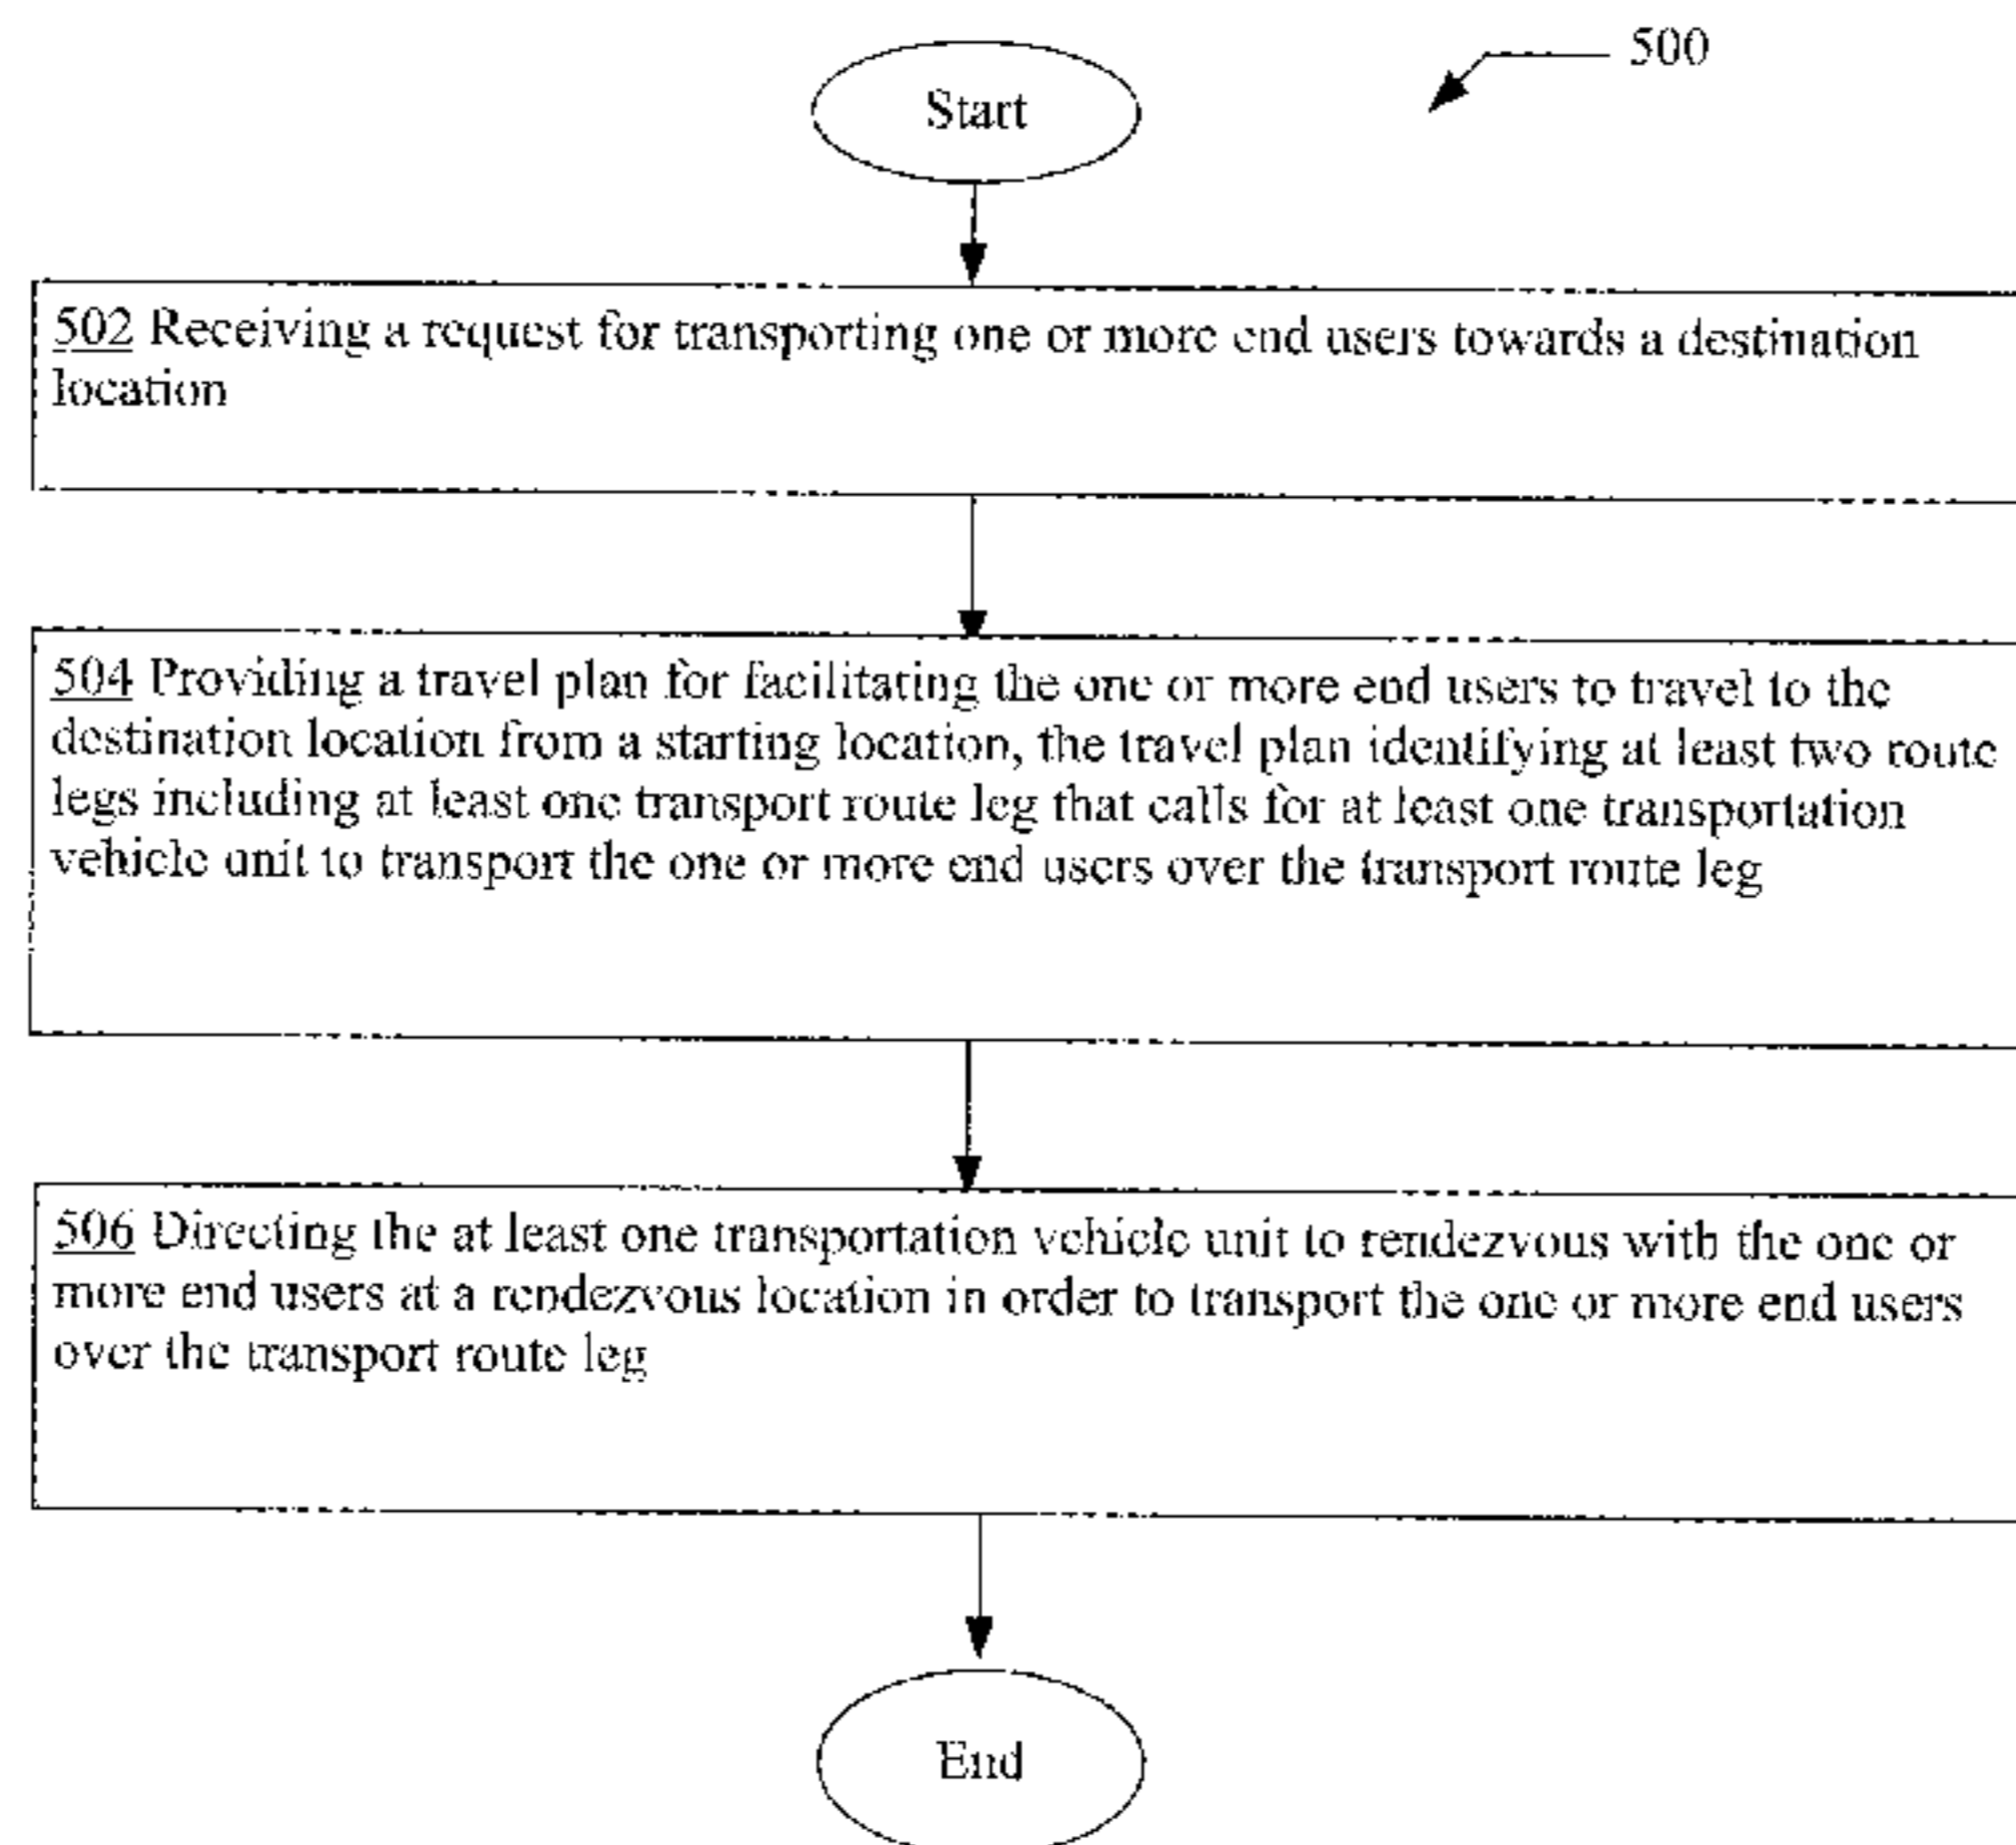 500
Start
502 Receiving a request for transporting one or more end users towards a destination
location
504 Providing a travel plan for facilitating the one or more end users to travel to the
destination location from a starting location, the travel plan identifying at least two route
legs including at least one transport route leg that calls for at least one transportation
vehicle unit to transport the one or more end users over the transport route leg
506 Directing the at least one transportation vehicle unit to rendezvous with the one or
more end users at a rendezvous location in order to transport the one or more end users
over the transport route leg
End